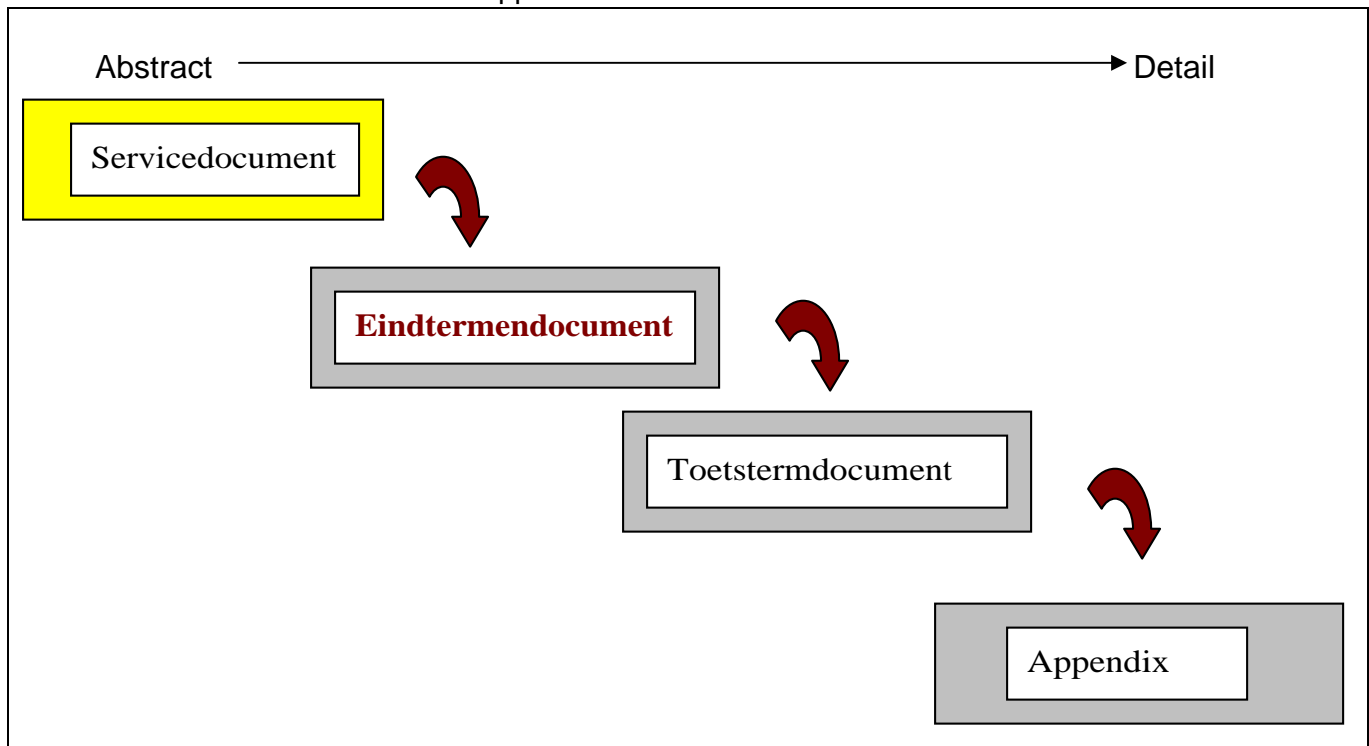 Abstract
Detail
Servicedocument
Eindtermendocument
Toetstermdocument
Appendix